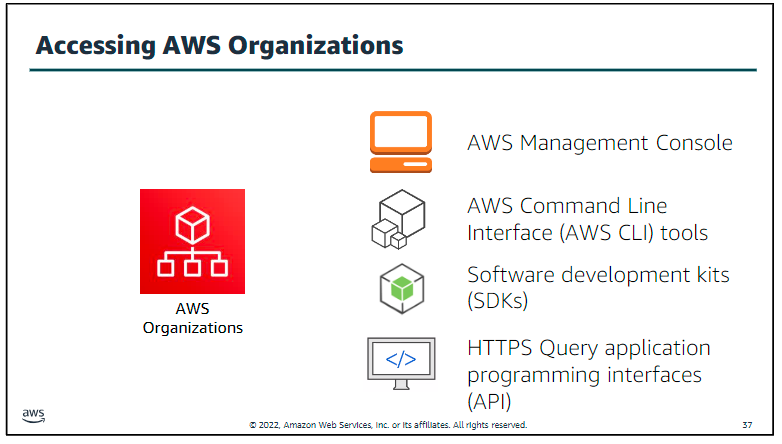 Accessing AWS Organizations
AWS Management Console
AWS Command Line
Interface (AWS CLI) tools
Software development kits
(SDKs)
HTTPS Query application
programming interfaces
(API)
AWS
Organizations
</>
aws
© 2022, Amazon Web Services, Inc. or its affiliates. All rights reserved.
37